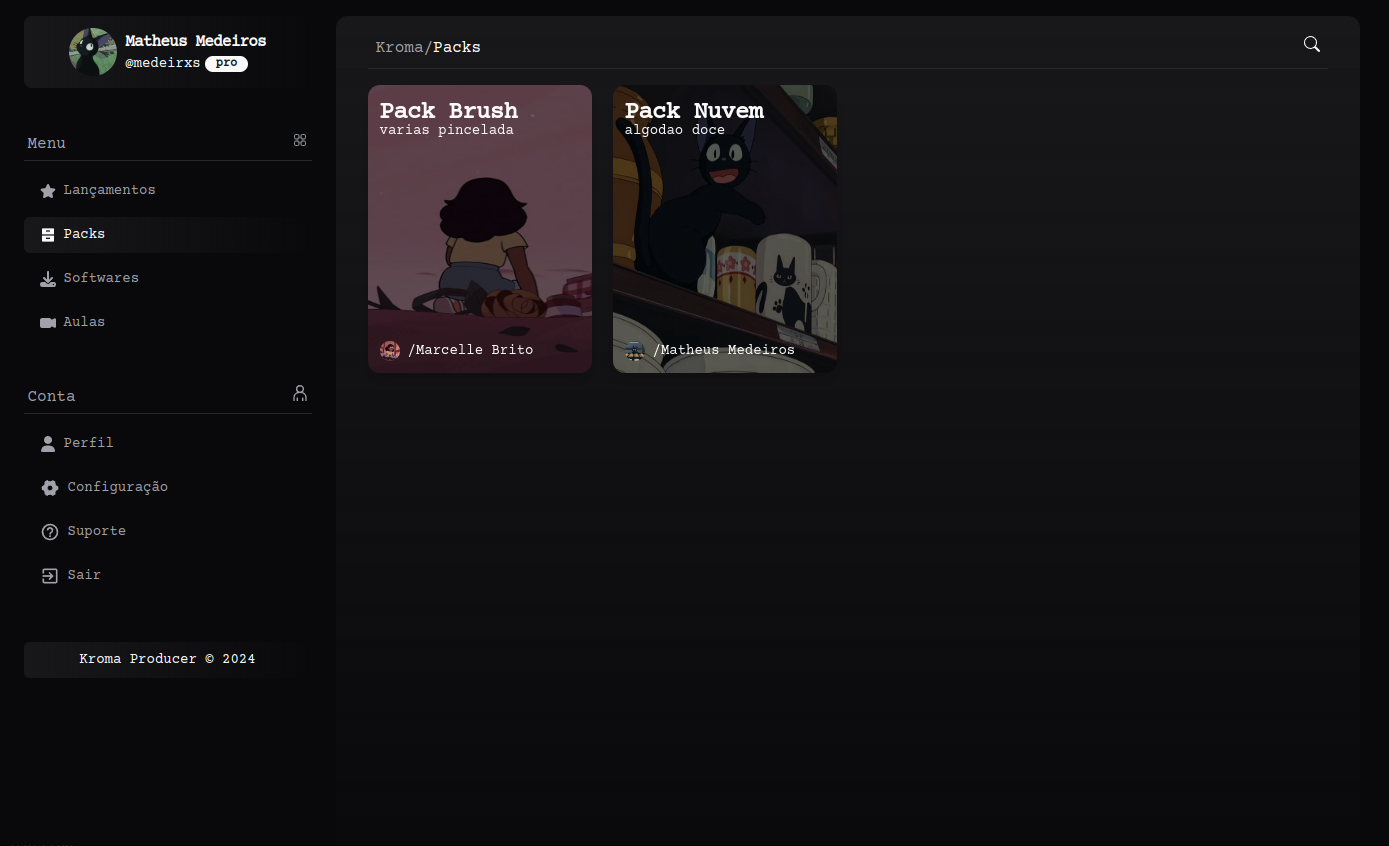 Matheus Medeiros
@medeirxs pro
Menu
Lançamentos
Packs
Softwares
Aulas
Conta
Perfil
Configuração
Suporte
Sair
Kroma Producer © 2024
Kroma/Packs
Pack Brush
varias pincelada
/Marcelle Brito
Pack Nuvem
algodao doce
/Matheus Medeiros